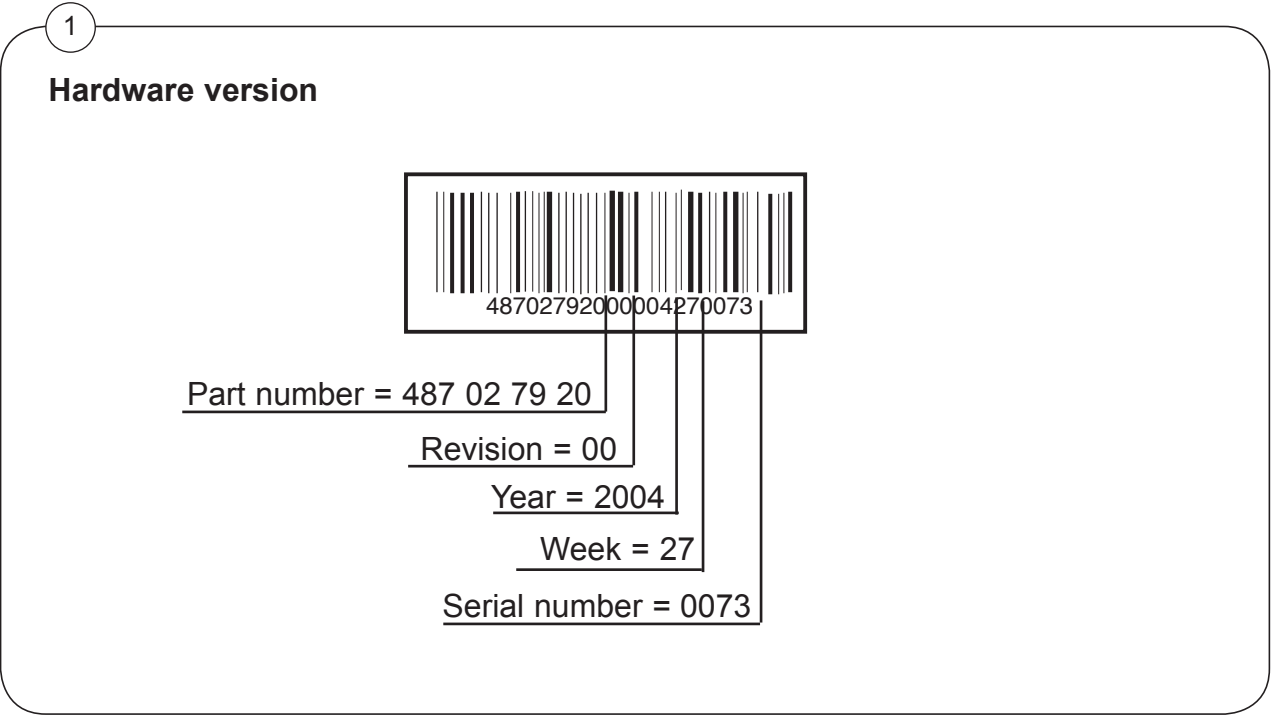 1
Hardware version
48702792000004270073
Part number = 487 02 79 20
Revision = 00
Year = 2004
Week = 27
Serial number = 0073